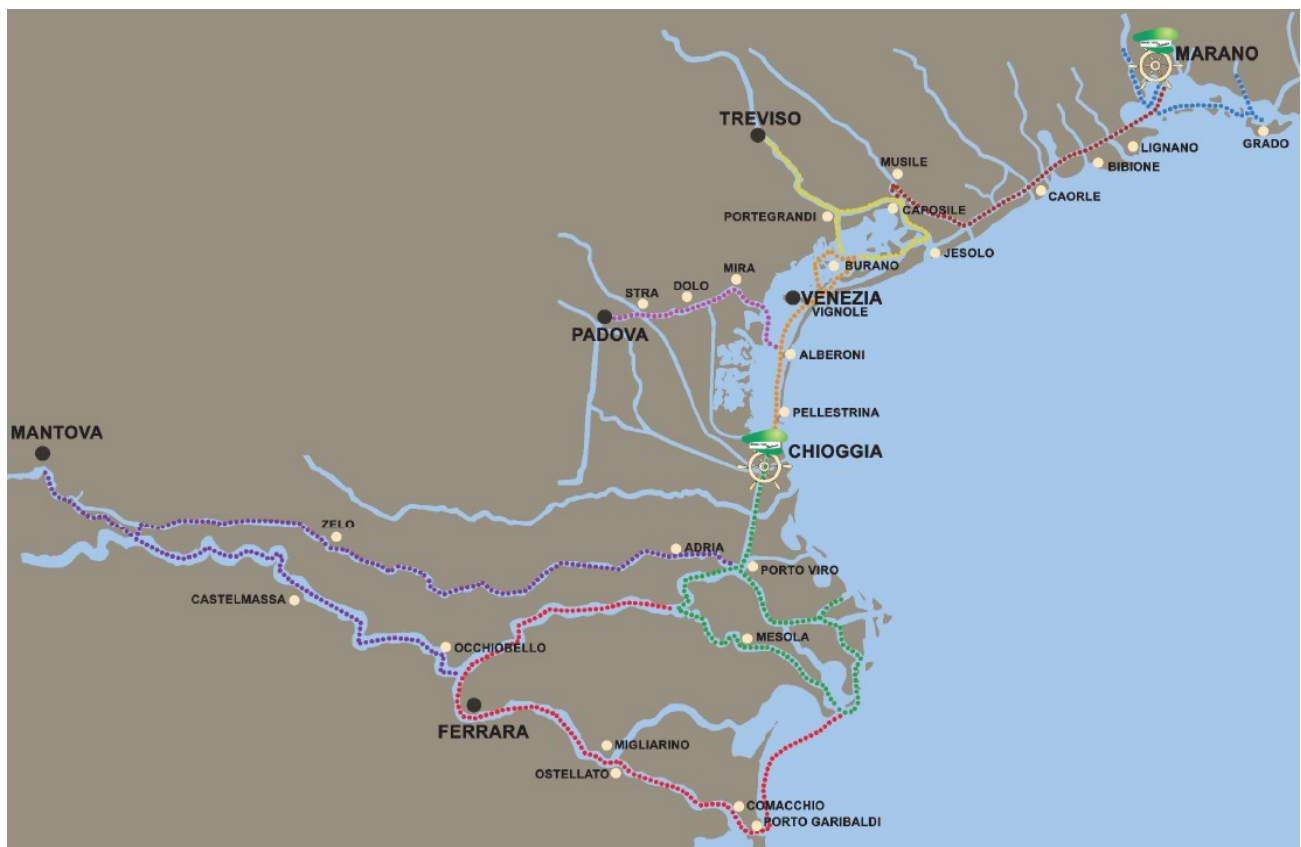 MARANO
TREVISO
LIGNANO
GRADO
MUSILE
BIBIONE
CAORLE
PORTEGRANDI
CAPOSILE
JESOLO
BURANO
MIRA
DOLO
STRA
VENEZIA
VIGNOLE
PADOVA
ALBERONI
PELLESTRINA
MANTOVA
CHIOGGIA
ZELO
ADRIA
PORTO VIRO
CASTELMASSA
MESOLA
OCCHIOBELLO
FERRARA
MIGLIARINO
OSTELLATO
COMACCHIO
PORTO GARIBALDI